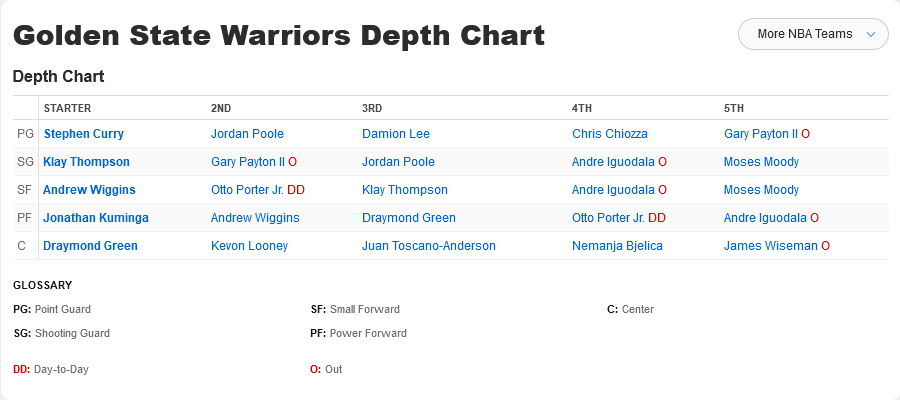 Golden State Warriors Depth Chart
More NBA Teams
Depth Chart
STARTER 2ND 3RD 4TH 5TH
PG Stephen Curry Jordan Poole Damion Lee Chris Chiozza Gary Payton II O
SG Klay Thompson Gary Payton II O Jordan Poole Andre Iguodala O Moses Moody
SF Andrew Wiggins Otto Porter Jr. DD Klay Thompson Andre Iguodala O Moses Moody
PF Jonathan Kuminga Andrew Wiggins Draymond Green Otto Porter Jr. DD Andre Iguodala O
C Draymond Green Kevon Looney Juan Toscano-Anderson Nemanja Bjelica James Wiseman O
GLOSSARY
PG: Point Guard SF: Small Forward C: Center
SG: Shooting Guard PF: Power Forward
DD: Day-to-Day O: Out